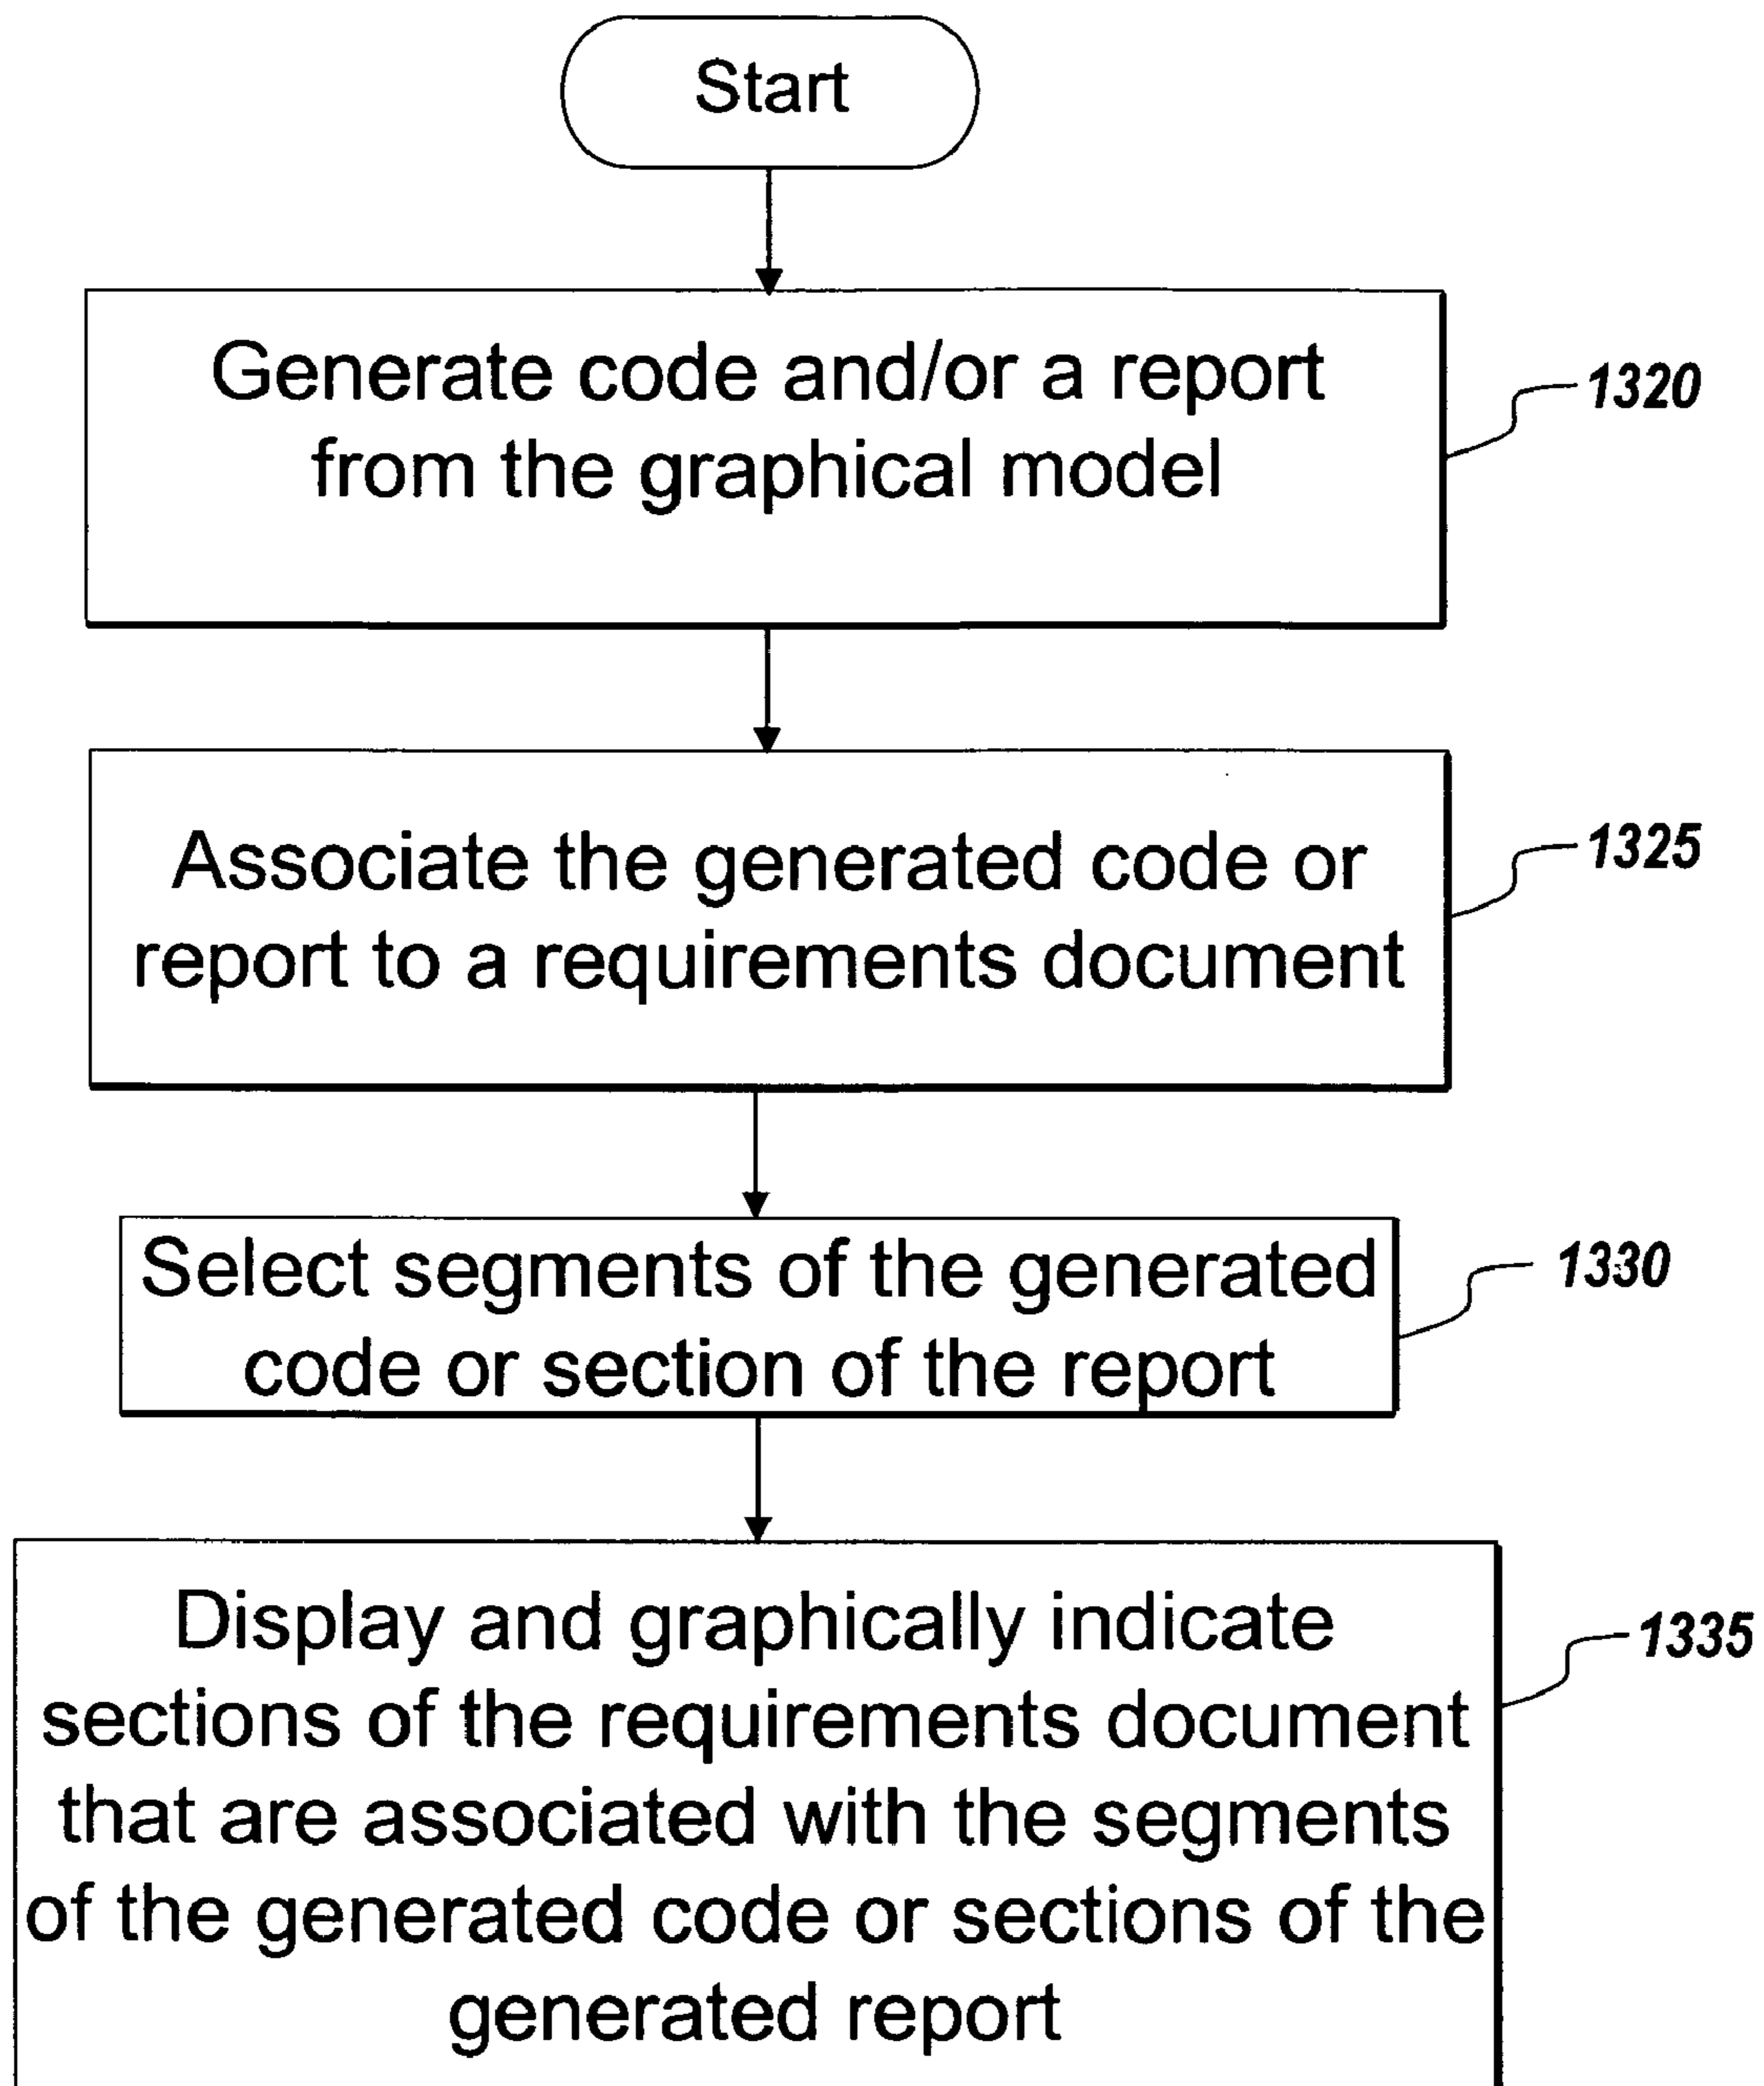 Start
Generate code and/or a report
from the graphical model
1320
Associate the generated code or
report to a requirements document
1325
Select segments of the generated
code or section of the report
1330
Display and graphically indicate
sections of the requirements document
that are associated with the segments
of the generated code or sections of the
generated report
1335